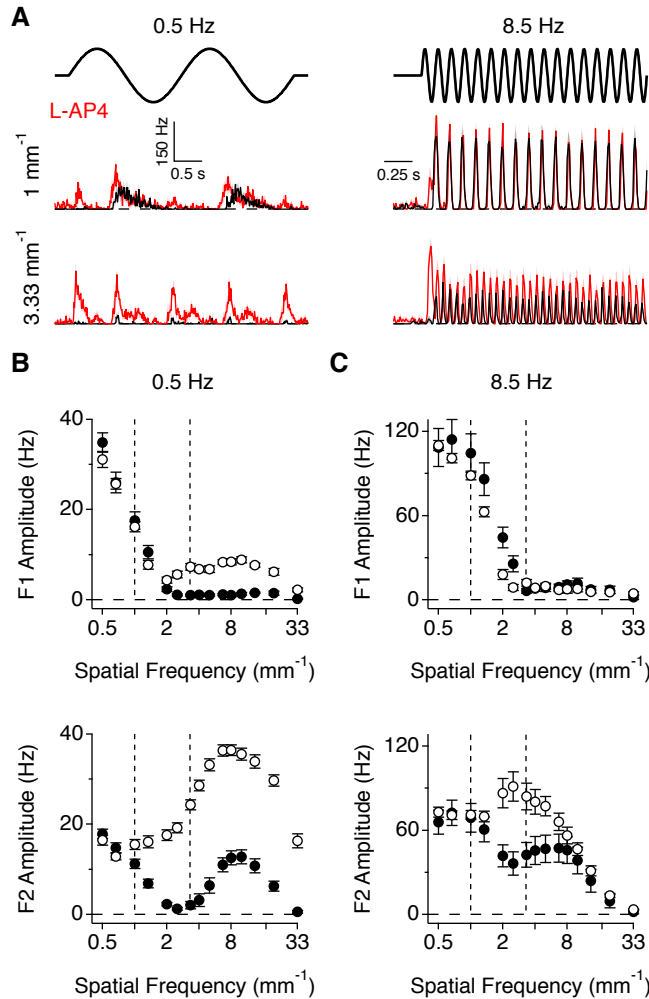 A
0.5 Hz
8.5 Hz
L-AP4
150 Hz
0.5 s
0.25 s
1 mm-1
3.33 mm-1
B
0.5 Hz
C
8.5 Hz
40
20
0
F1 Amplitude (Hz)
0.5
2
8
33
Spatial Frequency (mm-1)
120
60
0
F1 Amplitude (Hz)
0.5
2
8
33
Spatial Frequency (mm-1)
40
20
0
F2 Amplitude (Hz)
0.5
2
8
33
Spatial Frequency (mm-1)
120
60
0
F2 Amplitude (Hz)
0.5
2
8
33
Spatial Frequency (mm-1)